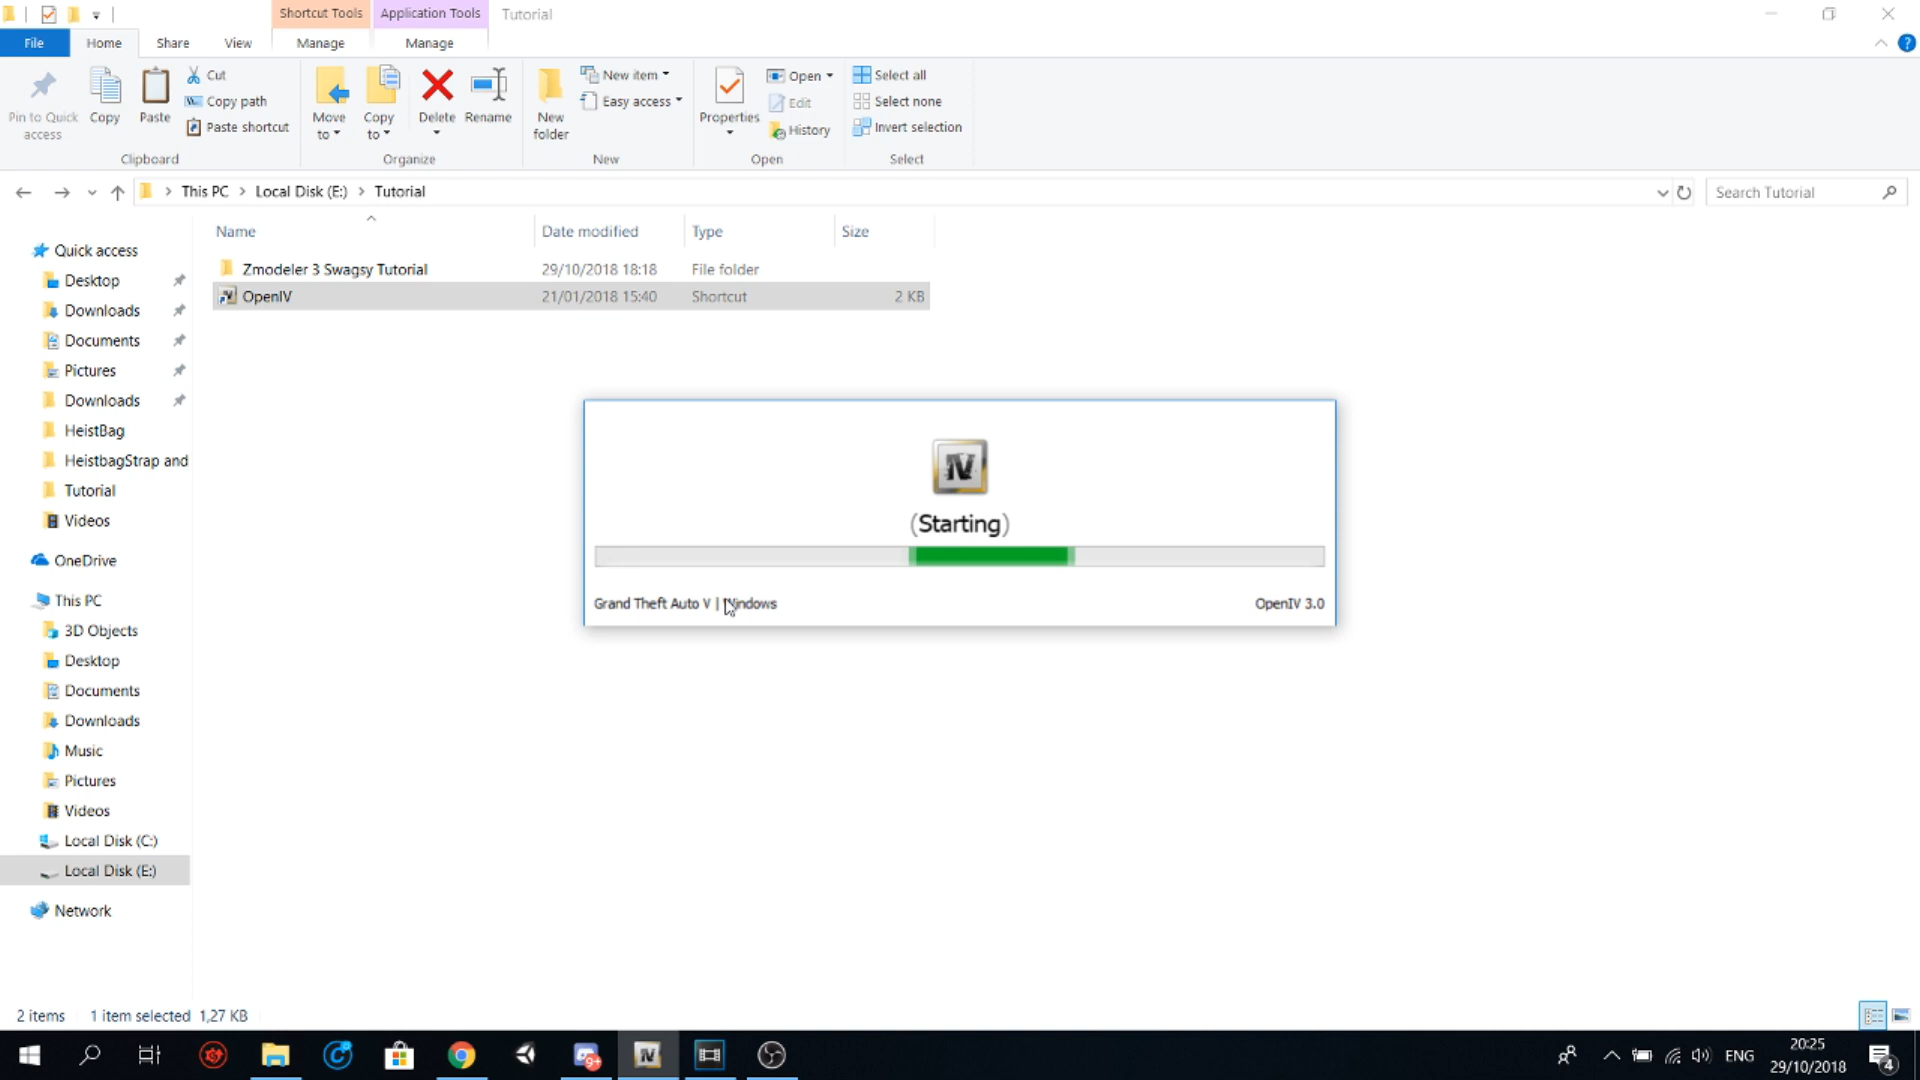 Shortcut Tools
Application Tools
Tutorial
File
Home
Share
View
Manage
Manage
Pin to Quick access
Copy
Paste
Cut
Copy path
Paste shortcut
Clipboard
Move to
Copy to
Delete
Rename
Organize
New folder
New item
Easy access
New
Properties
Open
Edit
History
Open
Select all
Select none
Invert selection
Select
This PC > Local Disk (E:) > Tutorial
Search Tutorial
Name
Date modified
Type
Size
Zmodeler 3 Swagsy Tutorial 29/10/2018 18:18 File folder
OpenIV 21/01/2018 15:40 Shortcut 2 KB
Quick access
Desktop
Downloads
Documents
Pictures
Downloads
HeistBag
HeistbagStrap and
Tutorial
Videos
OneDrive
This PC
3D Objects
Desktop
Documents
Downloads
Music
Pictures
Videos
Local Disk (C:)
Local Disk (E:)
Network
IV
(Starting)
Grand Theft Auto V | Windows
OpenIV 3.0
2 items 1 item selected 1,27 KB
9+
IV
ENG
20:25
29/10/2018
4